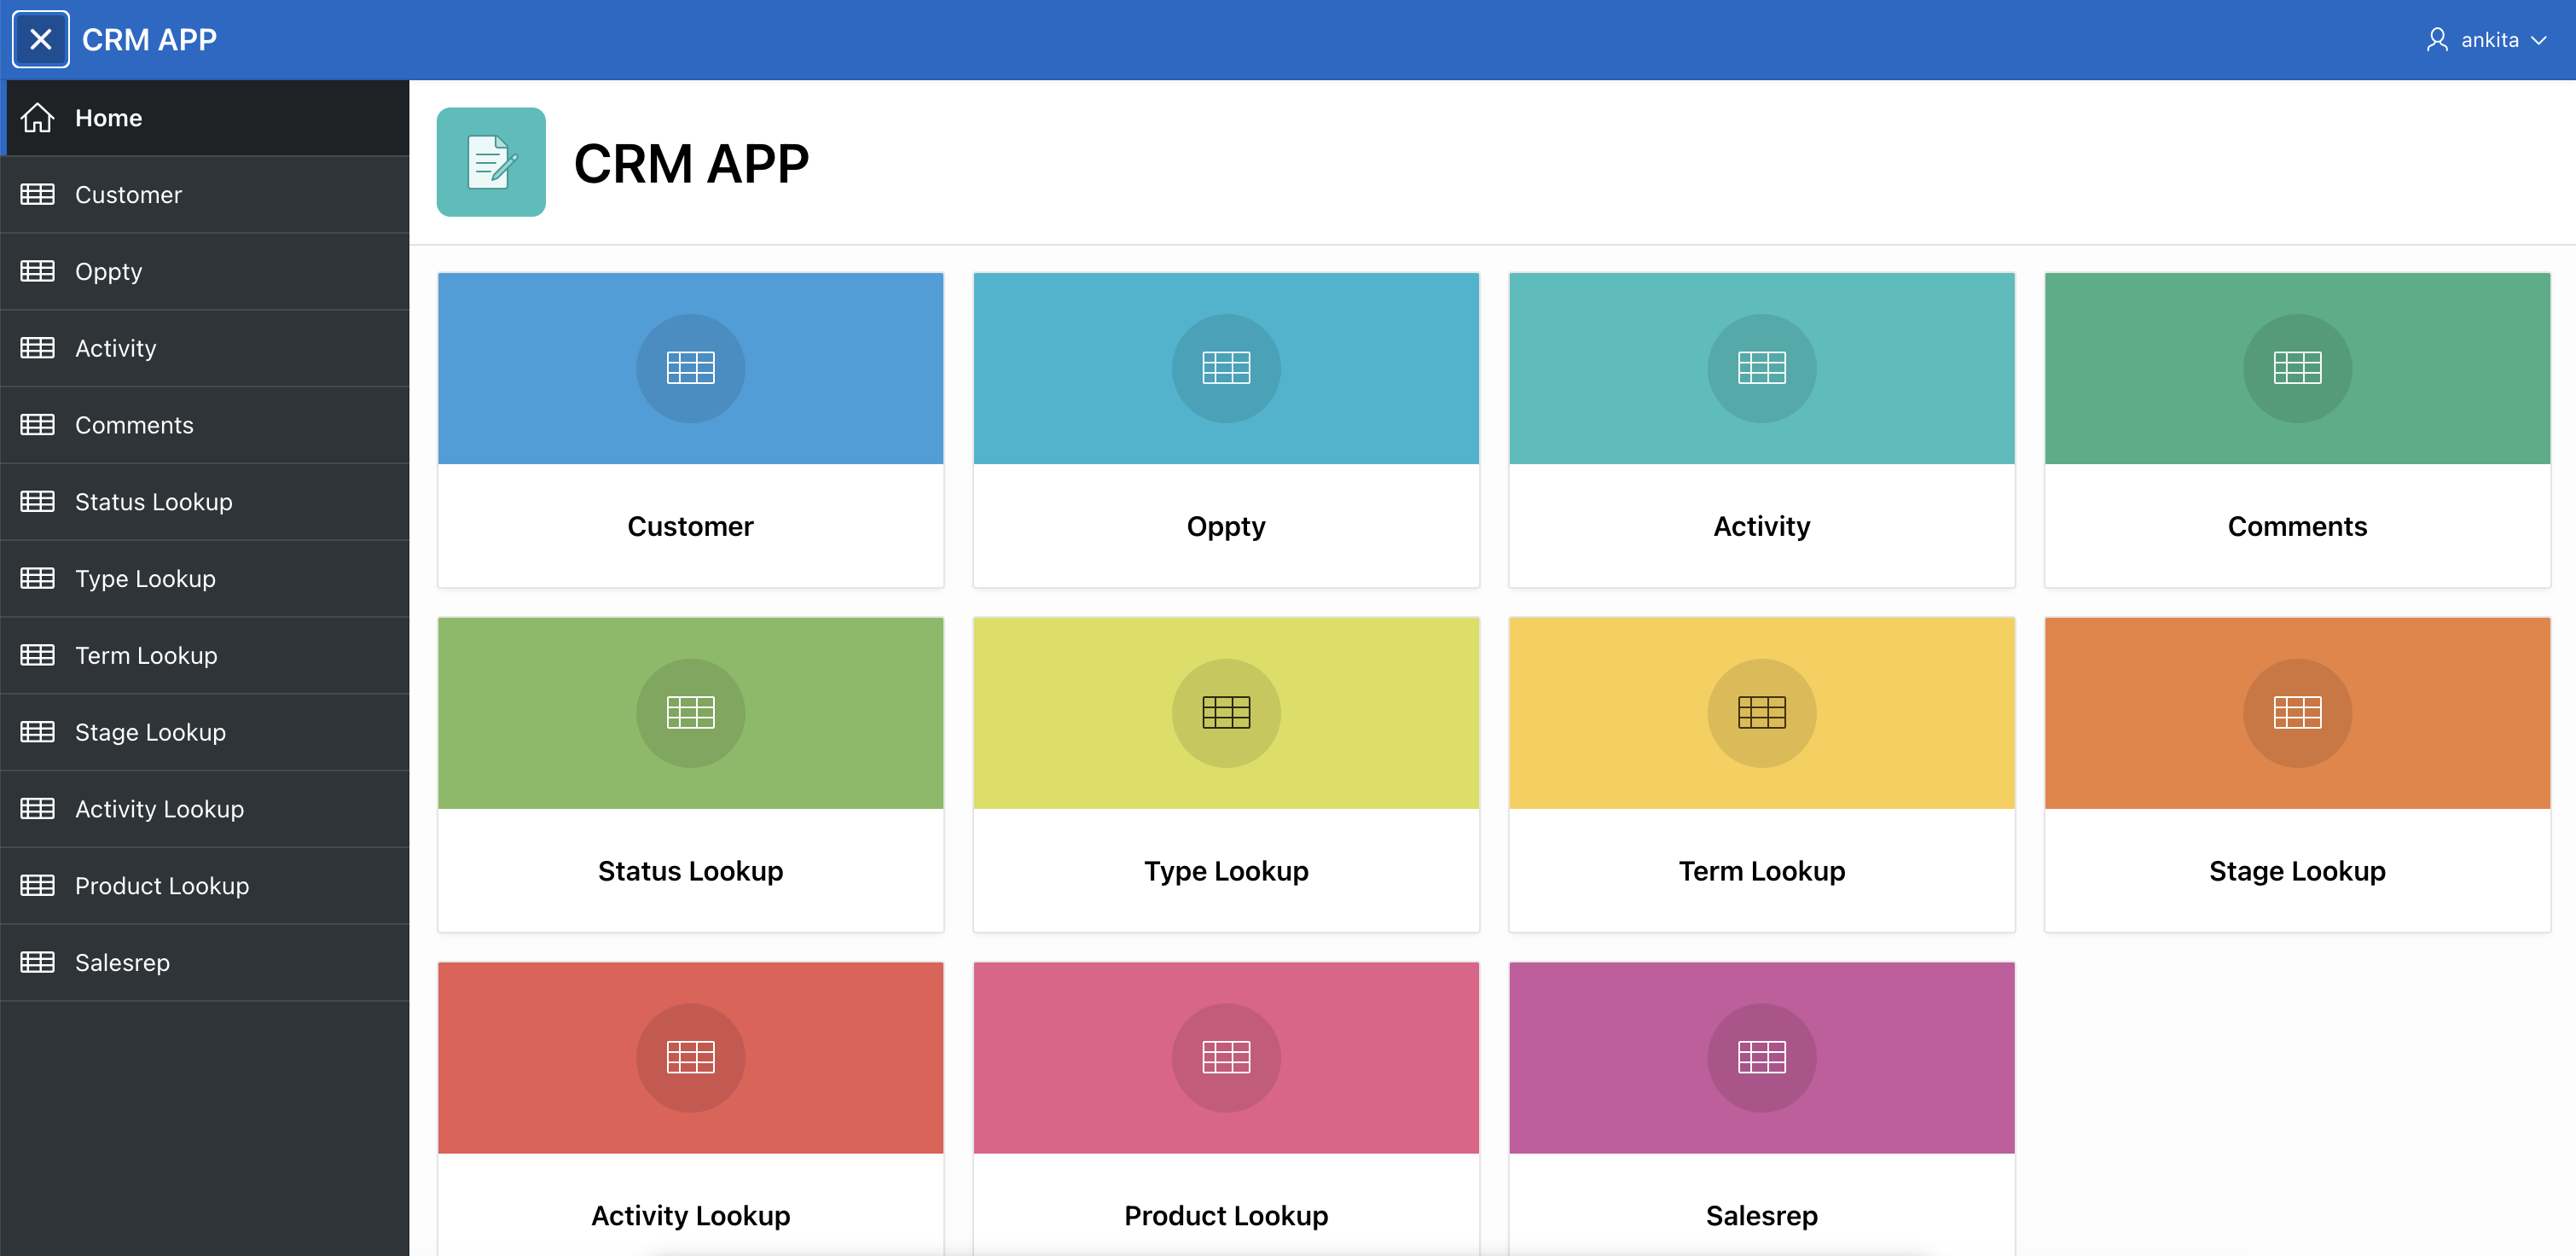 CRM APP
ankita
Home
Customer
Oppty
Activity
Comments
Status Lookup
Type Lookup
Term Lookup
Stage Lookup
Activity Lookup
Product Lookup
Salesrep
CRM APP
Customer
Oppty
Activity
Comments
Status Lookup
Type Lookup
Term Lookup
Stage Lookup
Activity Lookup
Product Lookup
Salesrep